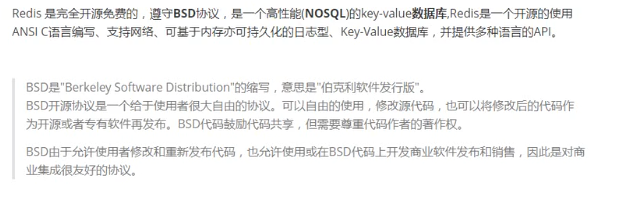 Redis 是完全开源免费的，遵守BSD协议，是一个高性能(NOSQL)的key-value数据库,Redis是一个开源的使用
ANSI C语言编写、支持网络、可基于内存亦可持久化的日志型、Key-Value数据库，并提供多种语言的API。
BSD是"Berkeley Software Distribution"的缩写，意思是"伯克利软件发行版"。
BSD开源协议是一个给于使用者很大自由的协议。可以自由的使用，修改源代码，也可以将修改后的代码作
为开源或者专有软件再发布。BSD代码鼓励代码共享，但需要尊重代码作者的著作权。
BSD由于允许使用者修改和重新发布代码，也允许使用或在BSD代码上开发商业软件发布和销售，因此是对商
业集成很友好的协议。